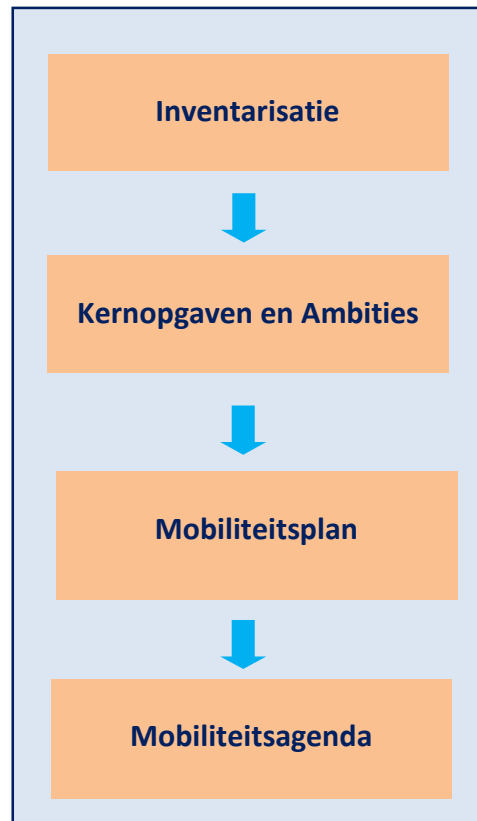 Inventarisatie
Kernopgaven en Ambities
Mobiliteitsplan
Mobiliteitsagenda